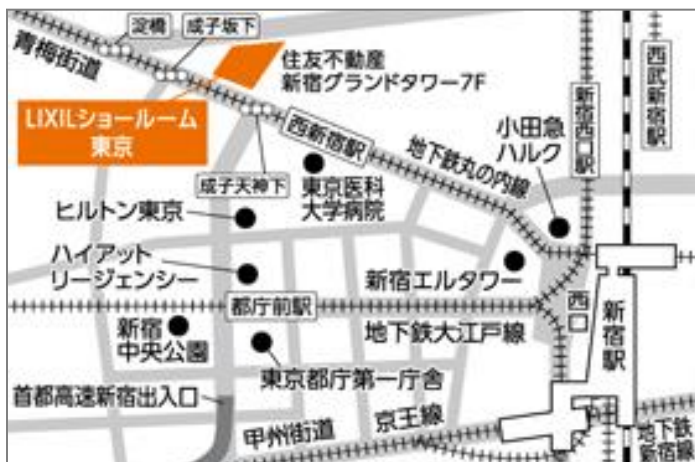 淀橋
成子坂下
青梅街道
住友不動産
新宿グランドタワー7F
LIXILショールーム
東京
西新宿駅
成子天神下
東京医科
大学病院
地下鉄丸の内線
小田急
ハルク
新宿西口駅
西武新宿駅
ヒルトン東京
ハイアット
リージェンシー
新宿エルタワー
都庁前駅
地下鉄大江戸線
西口
新宿駅
新宿
中央公園
東京都庁第一庁舎
首都高速新宿出入口
甲州街道
京王線
地下鉄
新宿線